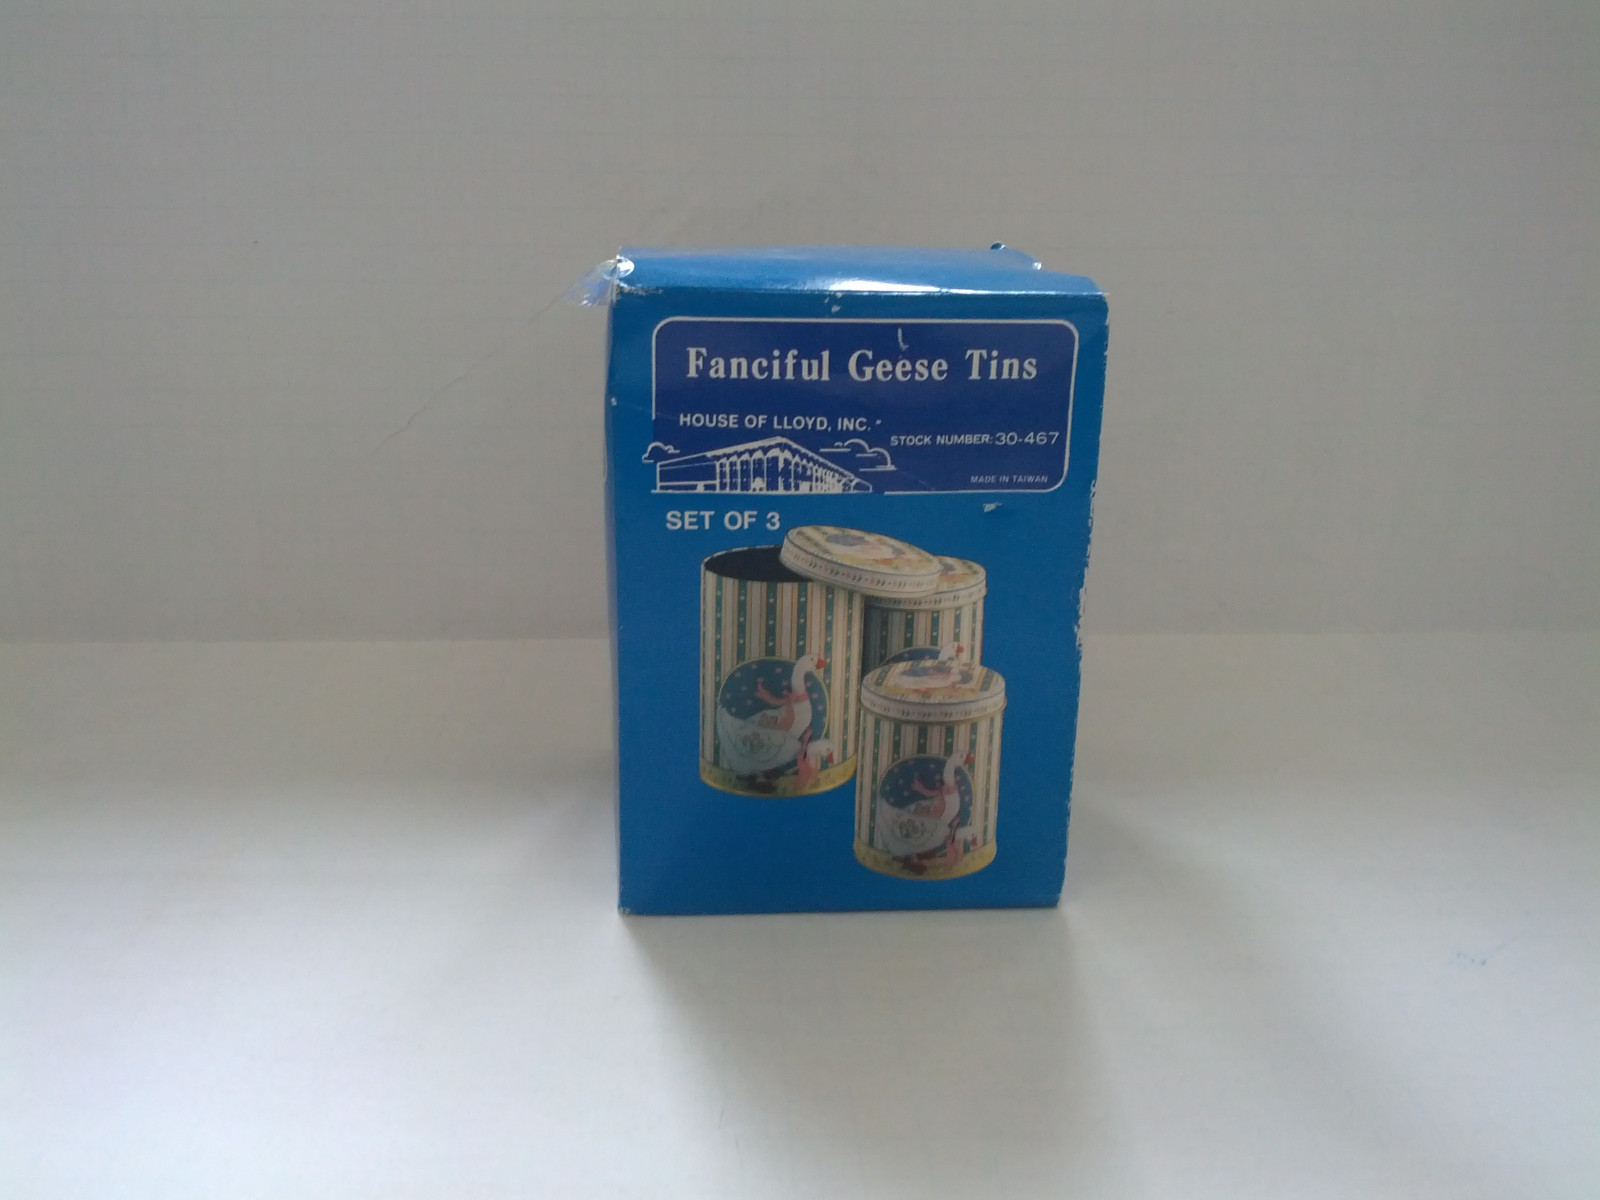 Fanciful Geese Tins
HOUSE OF LLOYD, INC.
STOCK NUMBER: 30-467
MADE IN TAIWAN
SET OF 3